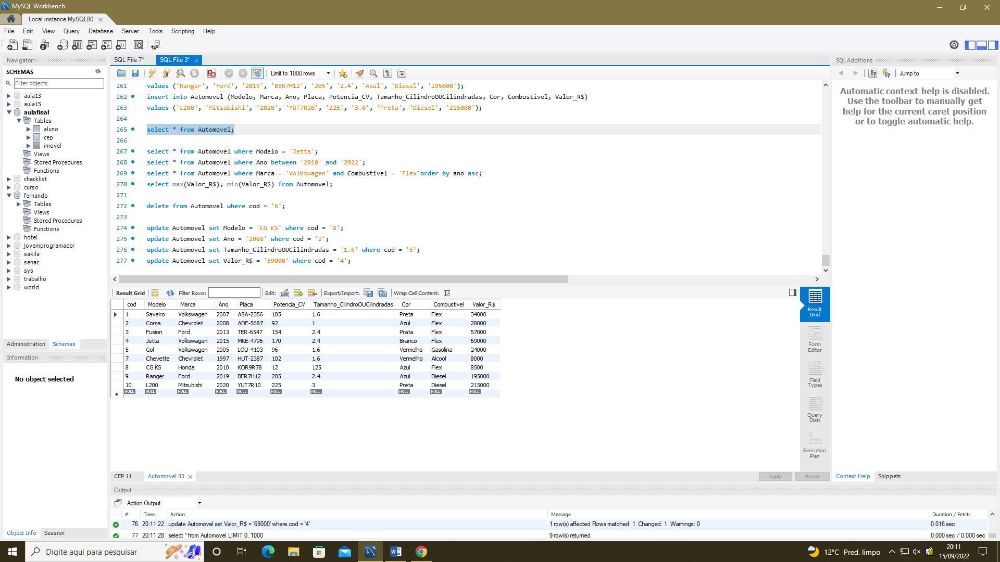 MySQL Workbench
Local instance MySQL80
File Edit View Query Database Server Tools Scripting Help
Navigator
SCHEMAS
Filter objects
aula13
aula15
aulafinal
Tables
aluno
cep
imovel
Views
Stored Procedures
Functions
checklist
curso
fernando
Tables
Views
Stored Procedures
Functions
hotel
jovemprogramador
sakila
senac
sys
trabalho
world
Administration Schemas
Information
No object selected
Object Info Session
SQL File 7* SQL File 3*
Limit to 1000 rows
261 values ('Ranger', 'Ford', '2019', 'BER7H12', '205', '2.4', 'Azul', 'Diesel', '195000');
262 insert into Automovel (Modelo, Marca, Ano, Placa, Potencia_CV, Tamanho_CilindroOUCilindradas, Cor, Combustivel, Valor_R$)
263 values ('L200', 'Mitsubishi', '2020', 'YUT7R10', '225', '3.0', 'Preta', 'Diesel', '215000');
264
265 select * from Automovel;
266
267 select * from Automovel where Modelo = 'Jetta';
268 select * from Automovel where Ano between '2010' and '2022';
269 select * from Automovel where Marca = 'Volkswagen' and Combustivel = 'Flex'order by ano asc;
270 select max(Valor_R$), min(Valor_R$) from Automovel;
271
272 delete from Automovel where cod = '6';
273
274 update Automovel set Modelo = 'CG KS' where cod = '8';
275 update Automovel set Ano = '2008' where cod = '2';
276 update Automovel set Tamanho_CilindroOUCilindradas = '1.6' where cod = '5';
277 update Automovel set Valor_R$ = '69000' where cod = '4';
Result Grid Filter Rows: Edit: Export/Import: Wrap Cell Content:
cod Modelo Marca Ano Placa Potencia_CV Tamanho_CilindroOUCilindradas Cor Combustivel Valor_R$
1 Saveiro Volkswagen 2007 ASA-2356 105 1.6 Preta Flex 34000
2 Corsa Chevrolet 2008 ADE-5687 92 1 Azul Flex 28000
3 Fusion Ford 2013 TER-6547 154 2.4 Prata Flex 57000
4 Jetta Volkswagen 2015 MKE-4796 170 2.4 Branco Flex 69000
5 Gol Volkswagen 2005 LOU-4103 96 1.6 Vermelho Gasolina 24000
7 Chevette Chevrolet 1997 HUT-2387 102 1.6 Vermelho Alcool 8000
8 CG KS Honda 2010 KOR9R78 12 125 Azul Flex 8500
9 Ranger Ford 2019 BER7H12 205 2.4 Azul Diesel 195000
10 L200 Mitsubishi 2020 YUT7R10 225 3 Preta Diesel 215000
NULL NULL NULL NULL NULL NULL NULL NULL NULL NULL
Result Grid
Form Editor
Field Types
Query Stats
Execution Plan
CEP 11 Automovel 33 Apply Revert
SQLAdditions
Jump to
Automatic context help is disabled.
Use the toolbar to manually get
help for the current caret position
or to toggle automatic help.
Context Help Snippets
Output
Action Output
# Time Action Message Duration / Fetch
76 20:11:22 update Automovel set Valor_R$ = '69000' where cod = '4' 1 row(s) affected Rows matched: 1 Changed: 1 Warnings: 0 0.016 sec
77 20:11:28 select * from Automovel LIMIT 0, 1000 9 row(s) returned 0.000 sec / 0.000 sec
Digite aqui para pesquisar
12°C Pred. limpo
20:11
15/09/2022